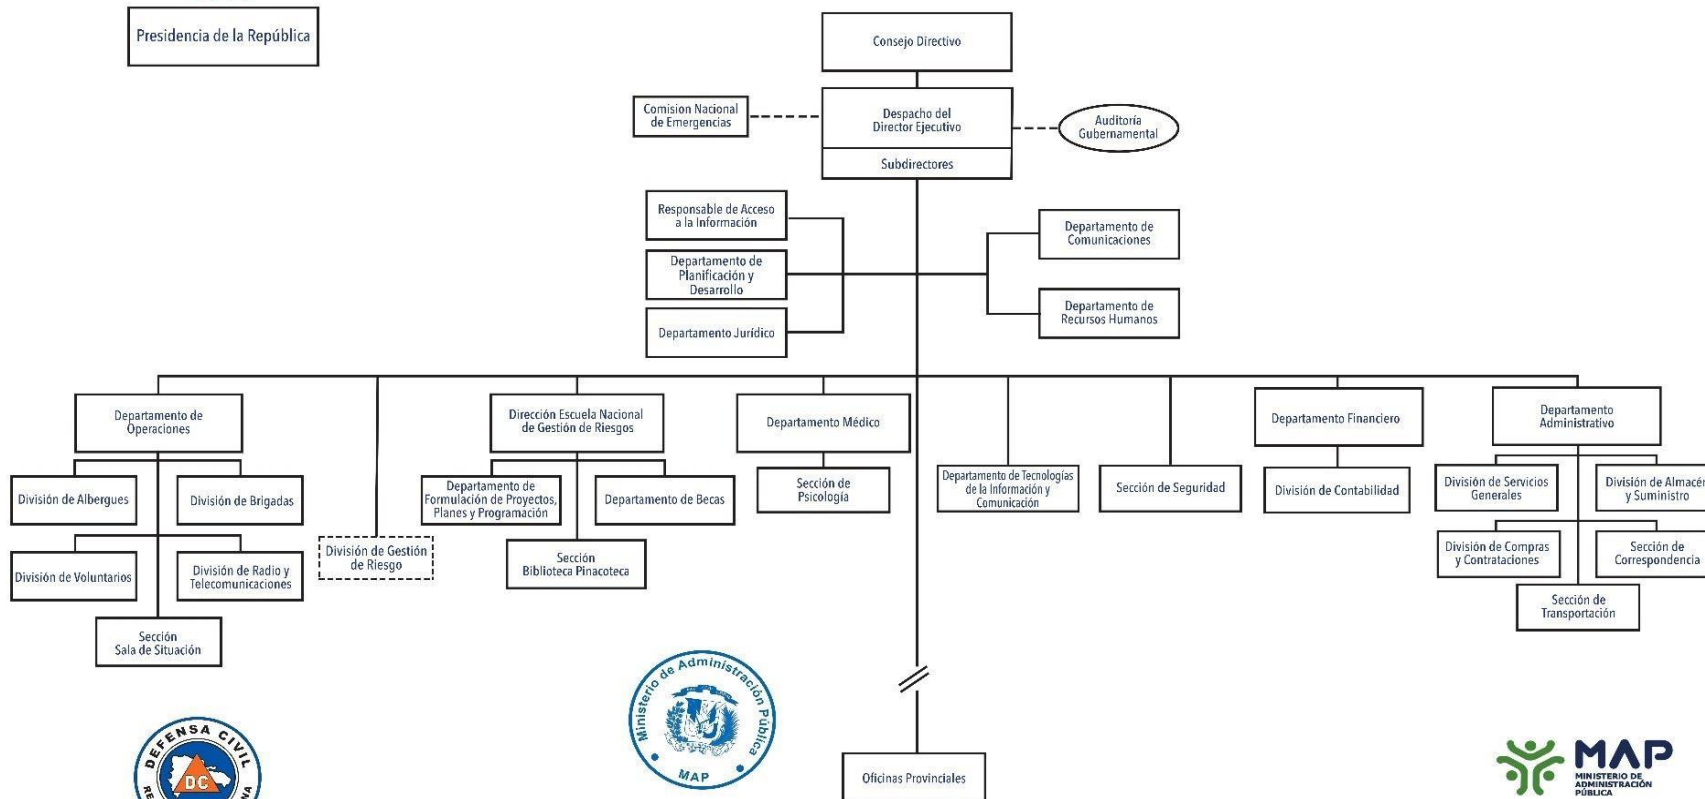 Presidencia de la República
Consejo Directivo
Comision Nacional
de Emergencias
Despacho del
Director Ejecutivo
Auditoría
Gubernamental
Subdirectores
Responsable de Acceso
a la Información
Departamento de
Comunicaciones
Departamento de
Planificación y
Desarrollo
Departamento de
Recursos Humanos
Departamento Jurídico
Departamento de
Operaciones
Dirección Escuela Nacional
de Gestión de Riesgos
Departamento Médico
Departamento Financiero
Departamento
Administrativo
División de Albergues
División de Brigadas
Departamento de
Formulación de Proyectos,
Planes y Programación
Departamento de Becas
Sección de
Psicología
Departamento de Tecnologías
de la Información y
Comunicación
Sección de Seguridad
División de Contabilidad
División de Servicios
Generales
División de Almacén
y Suministro
División de Voluntarios
División de Radio y
Telecomunicaciones
División de Gestión
de Riesgo
Sección
Biblioteca Pinacoteca
División de Compras
y Contrataciones
Sección de
Correspondencia
Sección
Sala de Situación
Sección de
Transportación
DEFENSA CIVIL
DC
Ministerio de Administración Pública
MAP
Oficinas Provinciales
MAP
MINISTERIO DE
ADMINISTRACIÓN
PÚBLICA